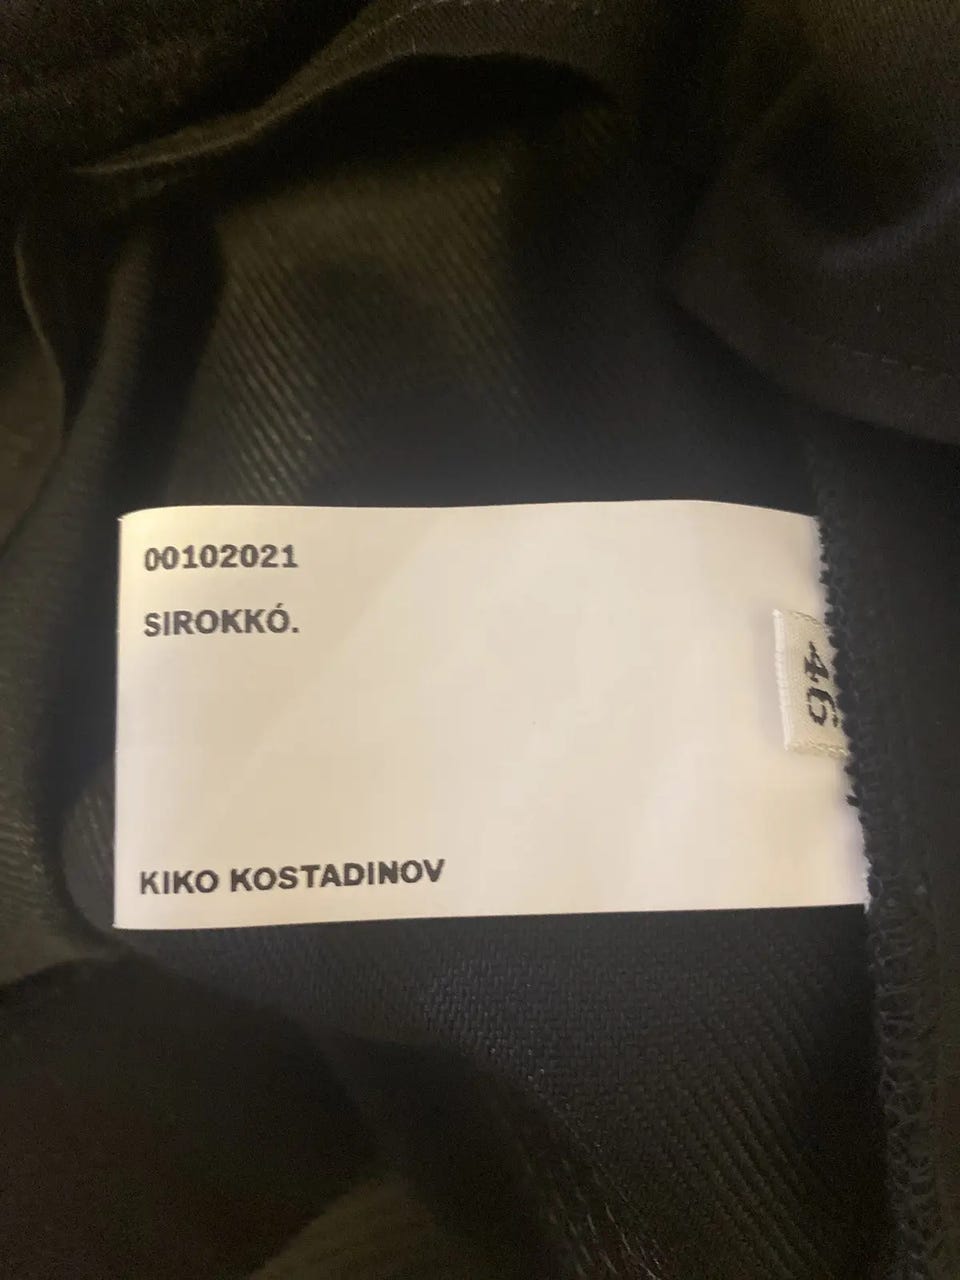 00102021
SIROKKÓ.
46
KIKO KOSTADINOV